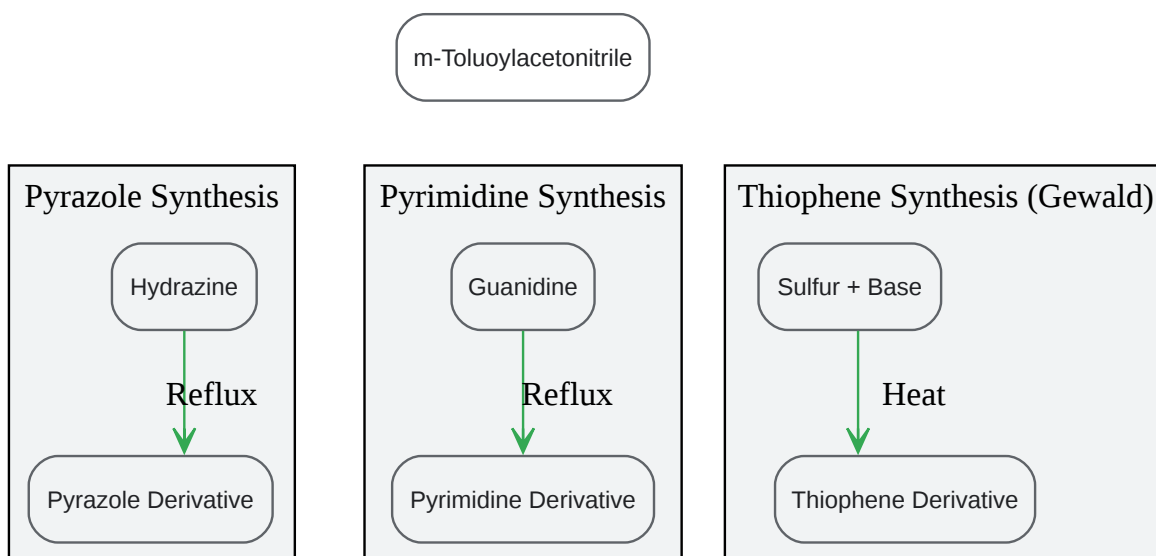 m-Toluoylacetonitrile
Pyrazole Synthesis
Hydrazine
Reflux
Pyrazole Derivative
Pyrimidine Synthesis
Guanidine
Reflux
Pyrimidine Derivative
Thiophene Synthesis (Gewald)
Sulfur + Base
Heat
Thiophene Derivative